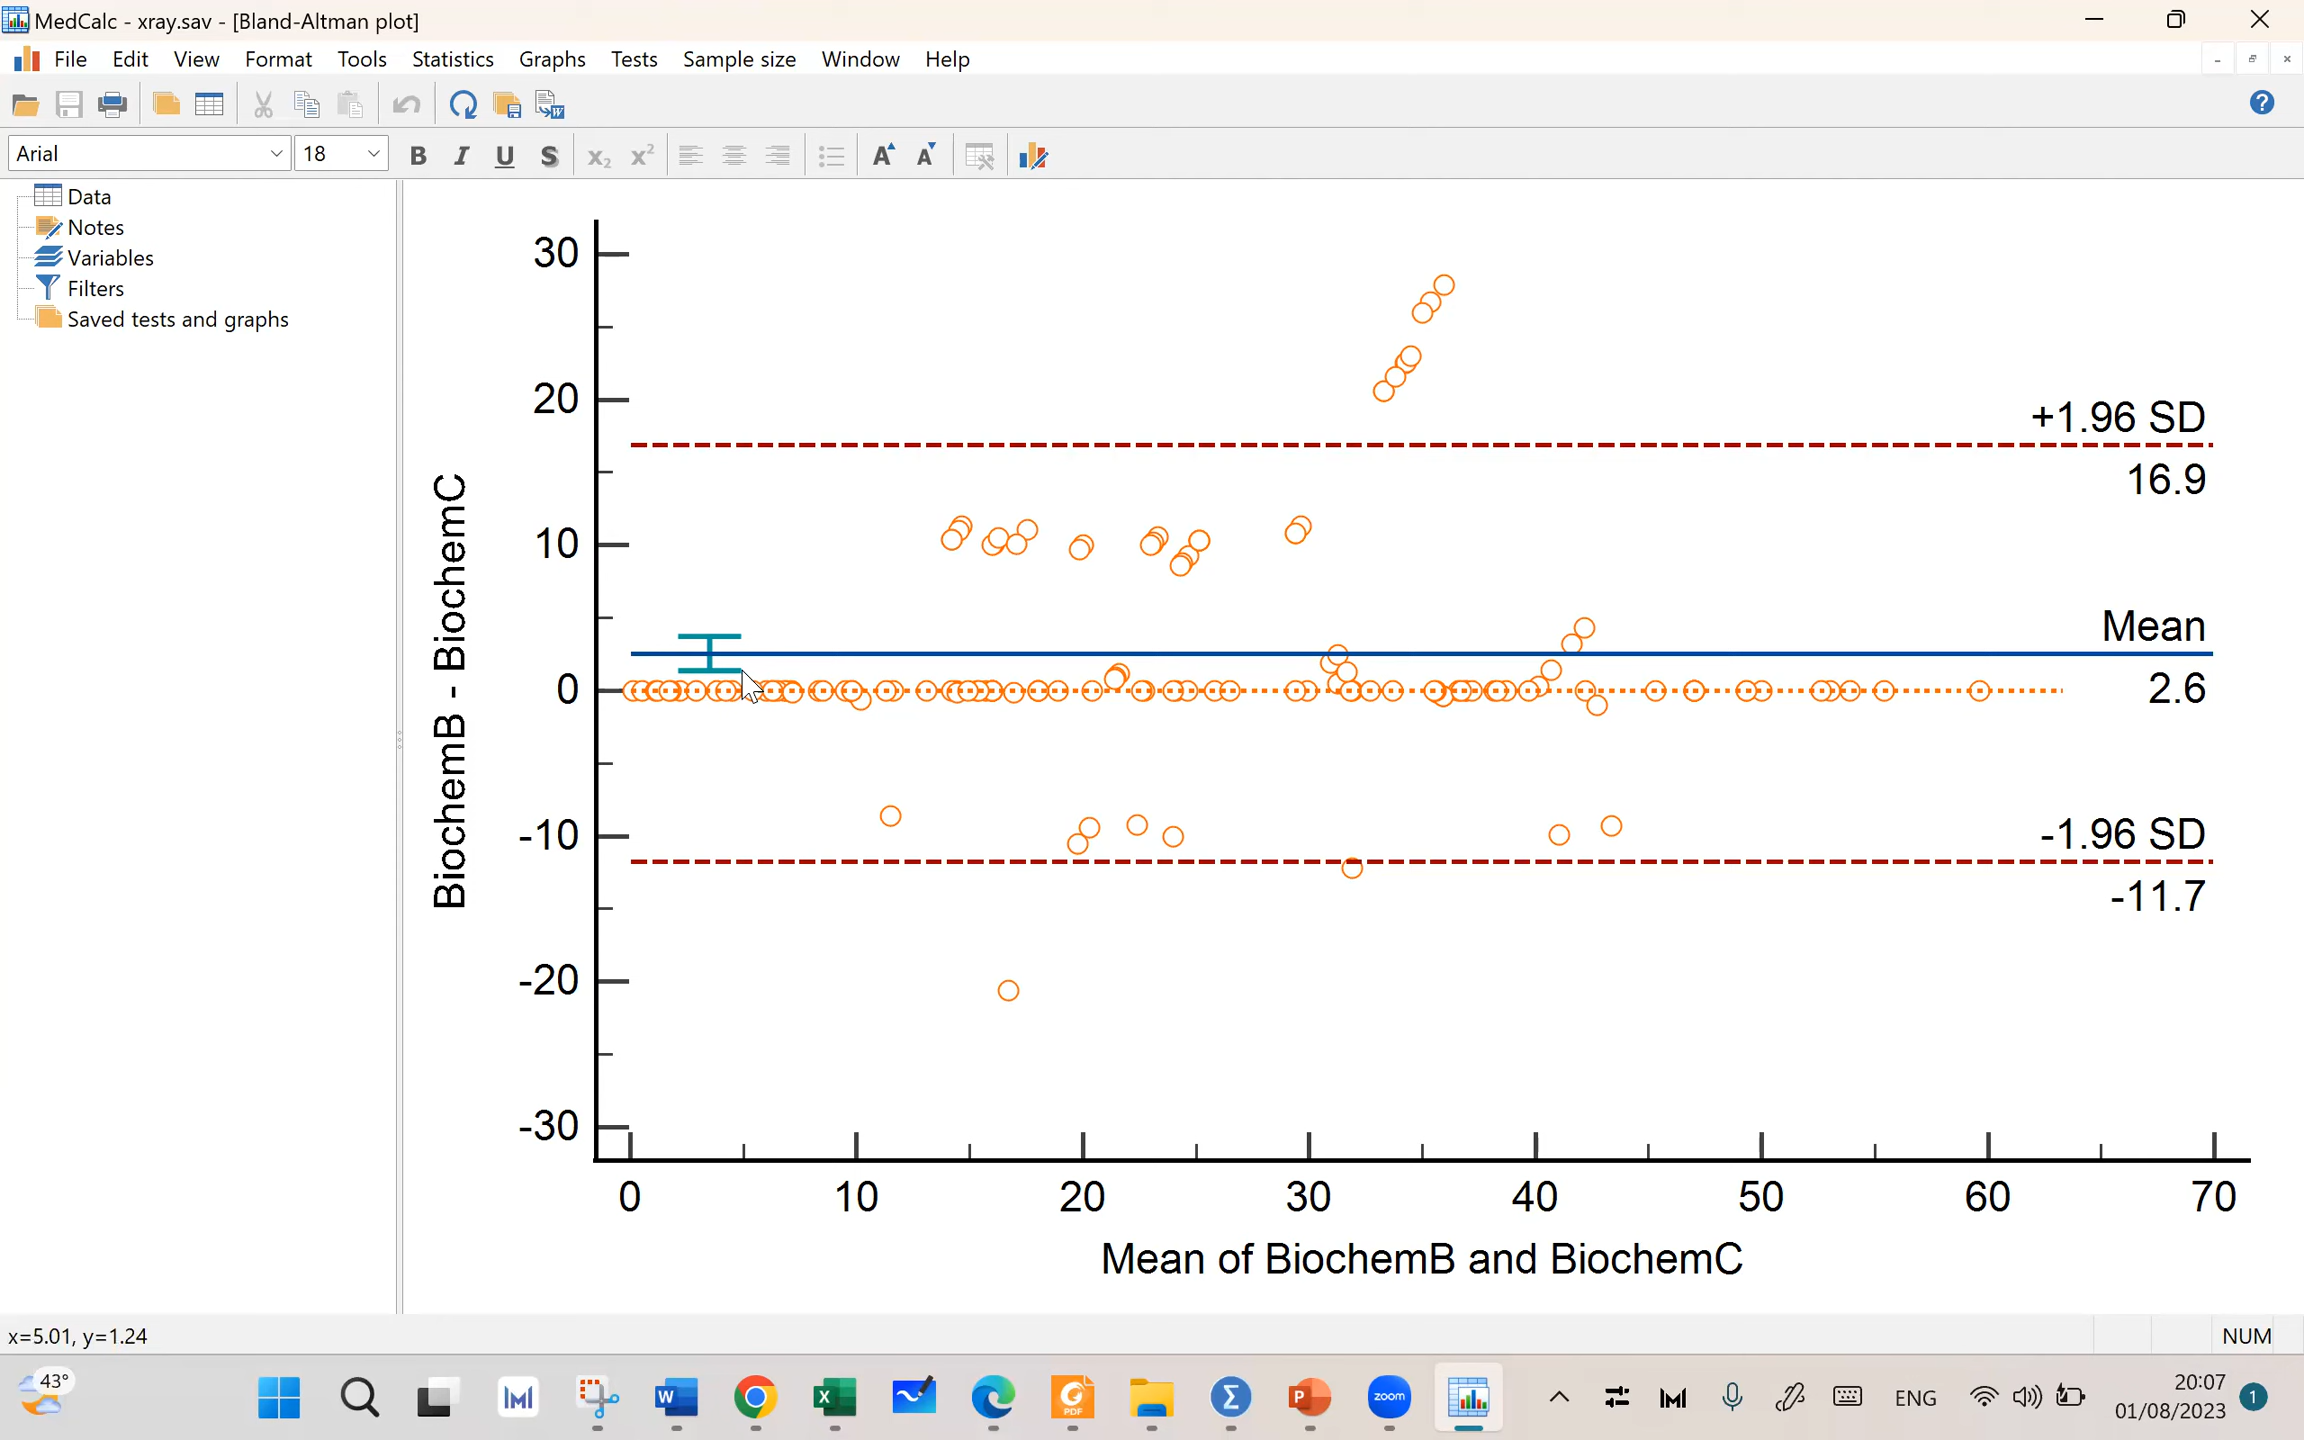 MedCalc - xray.sav - [Bland-Altman plot]
File Edit View Format Tools Statistics Graphs Tests Sample size Window Help
Arial 18 B I U S x₂ x² A A
Data
Notes
Variables
Filters
Saved tests and graphs
30
20
10
0
-10
-20
-30
BiochemB - BiochemC
+1.96 SD
16.9
Mean
2.6
-1.96 SD
-11.7
0 10 20 30 40 50 60 70
Mean of BiochemB and BiochemC
x=5.01, y=1.24 NUM
43° W X PDF Σ P zoom ENG 20:07 1
01/08/2023